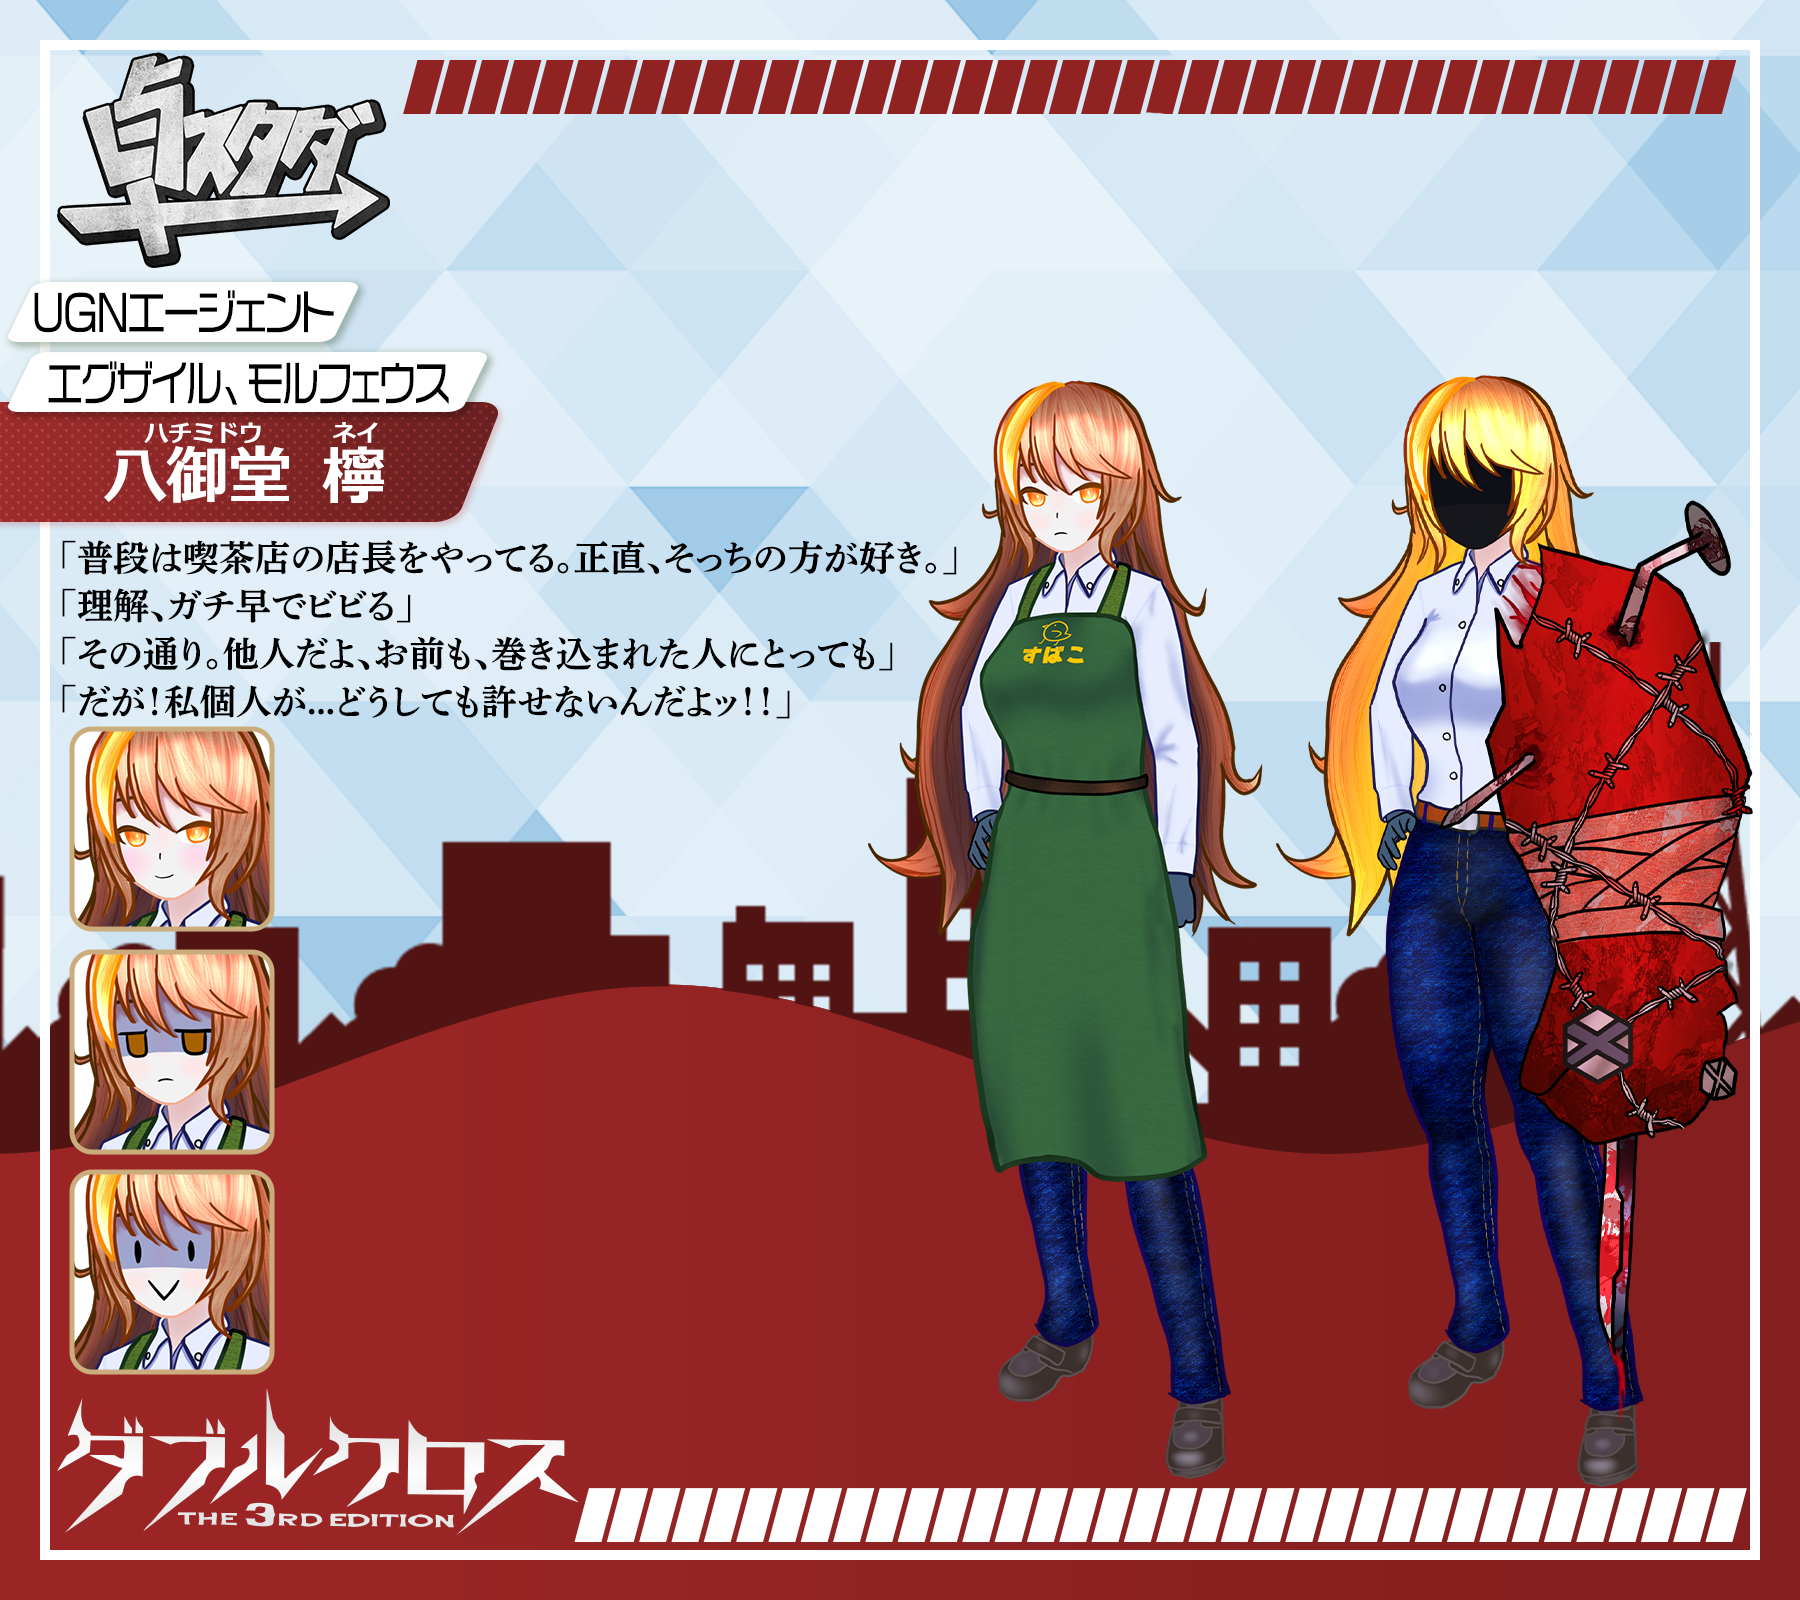 卓スタダ
UGNエージェント
エグザイル、モルフェウス
ハチミドウ ネイ
八御堂 檸
「普段は喫茶店の店長をやってる。正直、そっちの方が好き。」
「理解、ガチ早でビビる」
「その通り。他人だよ、お前も、巻き込まれた人にとっても」
「だが！私個人が...どうしても許せないんだよッ！！」
すばこ
ダブルクロス
THE 3RD EDITION